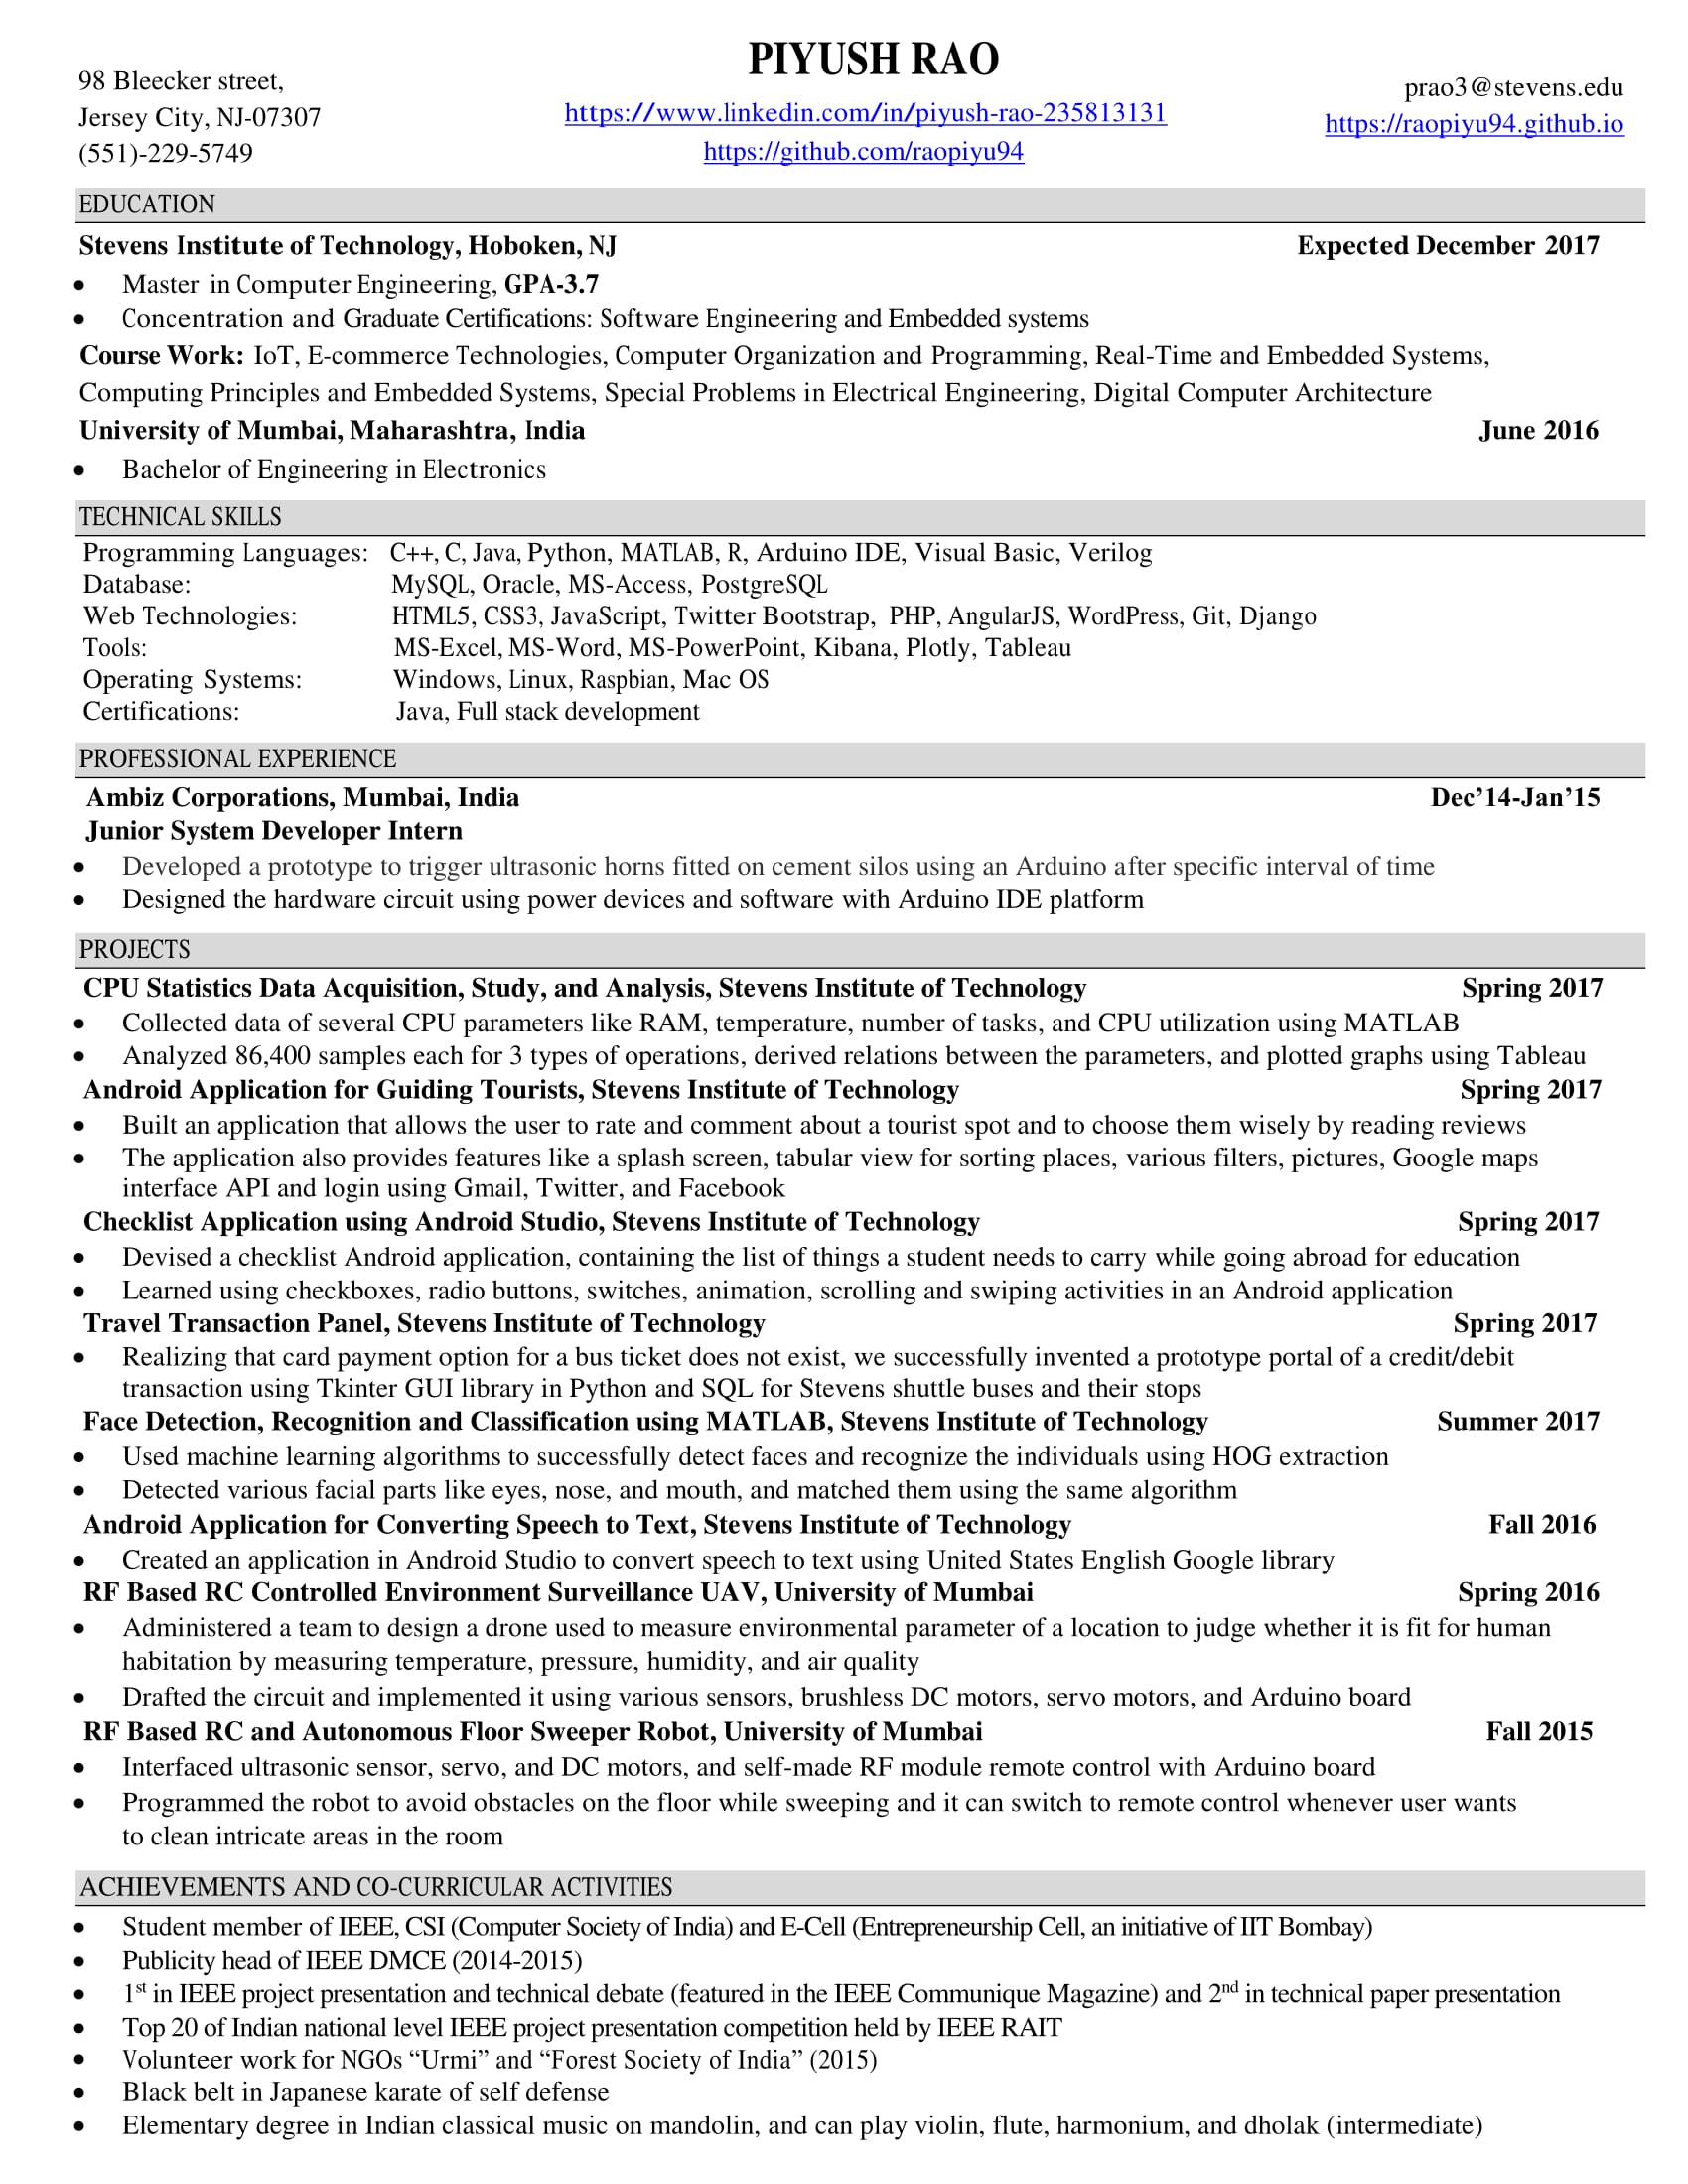 PIYUSH RAO
98 Bleecker street,
Jersey City, NJ-07307
(551)-229-5749
https://www.linkedin.com/in/piyush-rao-235813131
https://github.com/raopiyu94
prao3@stevens.edu
https://raopiyu94.github.io
EDUCATION
Stevens Institute of Technology, Hoboken, NJ Expected December 2017
• Master in Computer Engineering, GPA-3.7
• Concentration and Graduate Certifications: Software Engineering and Embedded systems
Course Work: IoT, E-commerce Technologies, Computer Organization and Programming, Real-Time and Embedded Systems,
Computing Principles and Embedded Systems, Special Problems in Electrical Engineering, Digital Computer Architecture
University of Mumbai, Maharashtra, India June 2016
• Bachelor of Engineering in Electronics
TECHNICAL SKILLS
Programming Languages: C++, C, Java, Python, MATLAB, R, Arduino IDE, Visual Basic, Verilog
Database: MySQL, Oracle, MS-Access, PostgreSQL
Web Technologies: HTML5, CSS3, JavaScript, Twitter Bootstrap, PHP, AngularJS, WordPress, Git, Django
Tools: MS-Excel, MS-Word, MS-PowerPoint, Kibana, Plotly, Tableau
Operating Systems: Windows, Linux, Raspbian, Mac OS
Certifications: Java, Full stack development
PROFESSIONAL EXPERIENCE
Ambiz Corporations, Mumbai, India Dec’14-Jan’15
Junior System Developer Intern
• Developed a prototype to trigger ultrasonic horns fitted on cement silos using an Arduino after specific interval of time
• Designed the hardware circuit using power devices and software with Arduino IDE platform
PROJECTS
CPU Statistics Data Acquisition, Study, and Analysis, Stevens Institute of Technology Spring 2017
• Collected data of several CPU parameters like RAM, temperature, number of tasks, and CPU utilization using MATLAB
• Analyzed 86,400 samples each for 3 types of operations, derived relations between the parameters, and plotted graphs using Tableau
Android Application for Guiding Tourists, Stevens Institute of Technology Spring 2017
• Built an application that allows the user to rate and comment about a tourist spot and to choose them wisely by reading reviews
• The application also provides features like a splash screen, tabular view for sorting places, various filters, pictures, Google maps
interface API and login using Gmail, Twitter, and Facebook
Checklist Application using Android Studio, Stevens Institute of Technology Spring 2017
• Devised a checklist Android application, containing the list of things a student needs to carry while going abroad for education
• Learned using checkboxes, radio buttons, switches, animation, scrolling and swiping activities in an Android application
Travel Transaction Panel, Stevens Institute of Technology Spring 2017
• Realizing that card payment option for a bus ticket does not exist, we successfully invented a prototype portal of a credit/debit
transaction using Tkinter GUI library in Python and SQL for Stevens shuttle buses and their stops
Face Detection, Recognition and Classification using MATLAB, Stevens Institute of Technology Summer 2017
• Used machine learning algorithms to successfully detect faces and recognize the individuals using HOG extraction
• Detected various facial parts like eyes, nose, and mouth, and matched them using the same algorithm
Android Application for Converting Speech to Text, Stevens Institute of Technology Fall 2016
• Created an application in Android Studio to convert speech to text using United States English Google library
RF Based RC Controlled Environment Surveillance UAV, University of Mumbai Spring 2016
• Administered a team to design a drone used to measure environmental parameter of a location to judge whether it is fit for human
habitation by measuring temperature, pressure, humidity, and air quality
• Drafted the circuit and implemented it using various sensors, brushless DC motors, servo motors, and Arduino board
RF Based RC and Autonomous Floor Sweeper Robot, University of Mumbai Fall 2015
• Interfaced ultrasonic sensor, servo, and DC motors, and self-made RF module remote control with Arduino board
• Programmed the robot to avoid obstacles on the floor while sweeping and it can switch to remote control whenever user wants
to clean intricate areas in the room
ACHIEVEMENTS AND CO-CURRICULAR ACTIVITIES
• Student member of IEEE, CSI (Computer Society of India) and E-Cell (Entrepreneurship Cell, an initiative of IIT Bombay)
• Publicity head of IEEE DMCE (2014-2015)
• 1st in IEEE project presentation and technical debate (featured in the IEEE Communique Magazine) and 2nd in technical paper presentation
• Top 20 of Indian national level IEEE project presentation competition held by IEEE RAIT
• Volunteer work for NGOs “Urmi” and “Forest Society of India” (2015)
• Black belt in Japanese karate of self defense
• Elementary degree in Indian classical music on mandolin, and can play violin, flute, harmonium, and dholak (intermediate)